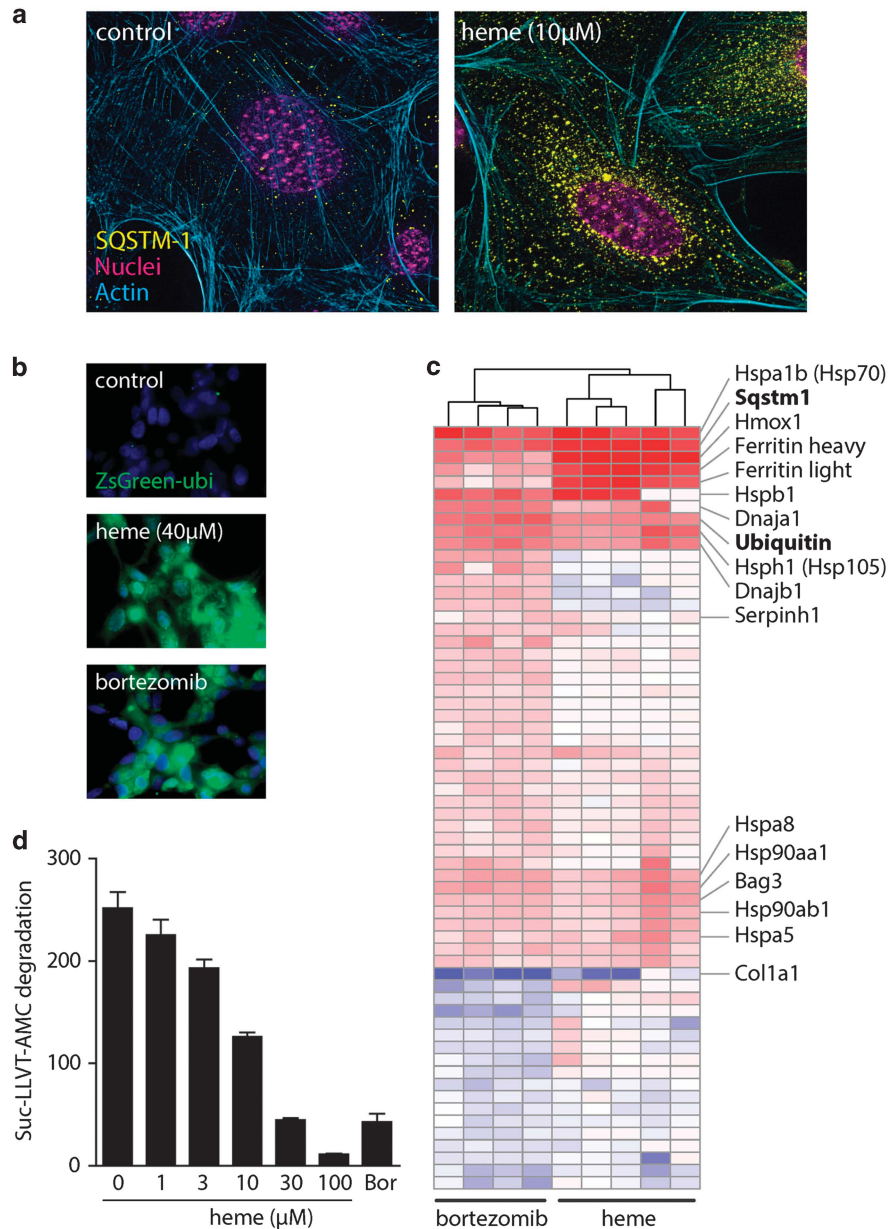 a
control
SQSTM-1
Nuclei
Actin
heme (10μM)
b
control
ZsGreen-ubi
heme (40μM)
bortezomib
c
Hspa1b (Hsp70)
Sqstm1
Hmox1
Ferritin heavy
Ferritin light
Hspb1
Dnaja1
Ubiquitin
Hsph1 (Hsp105)
Dnajb1
Serpinh1
Hspa8
Hsp90aa1
Bag3
Hsp90ab1
Hspa5
Col1a1
bortezomib heme
d
Suc-LLVT-AMC degradation
300
200
100
0
0 1 3 10 30 100 Bor
heme (μM)